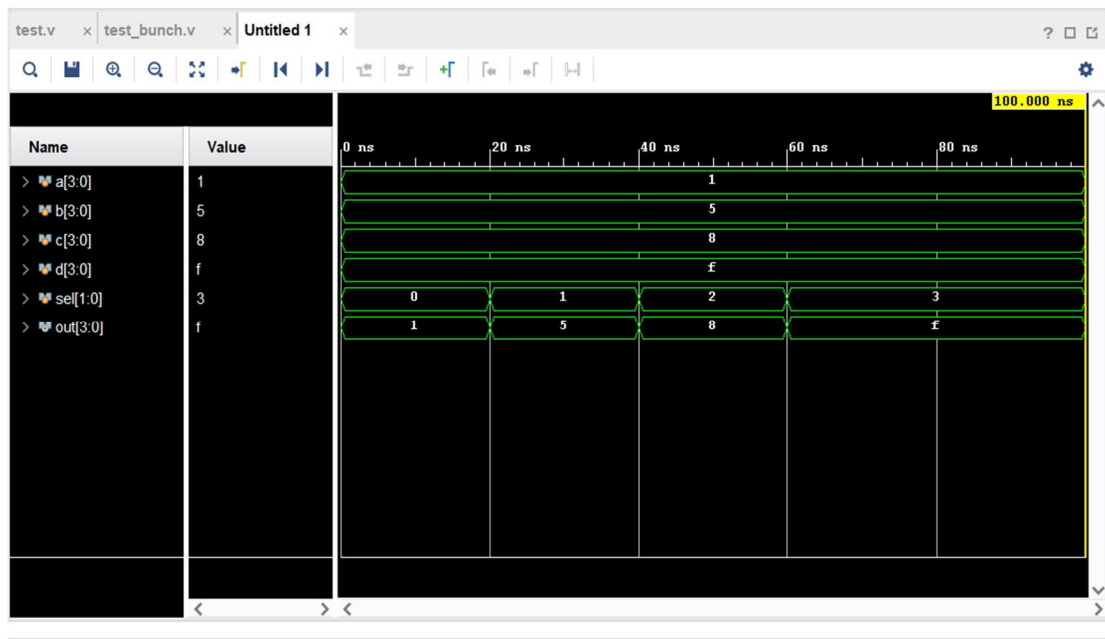 test.v × test_bunch.v × Untitled 1 × ?
100.000 ns
Name Value 0 ns 20 ns 40 ns 60 ns 80 ns
> a[3:0] 1 1
> b[3:0] 5 5
> c[3:0] 8 8
> d[3:0] f f
> sel[1:0] 3 0 1 2 3
> out[3:0] f 1 5 8 f